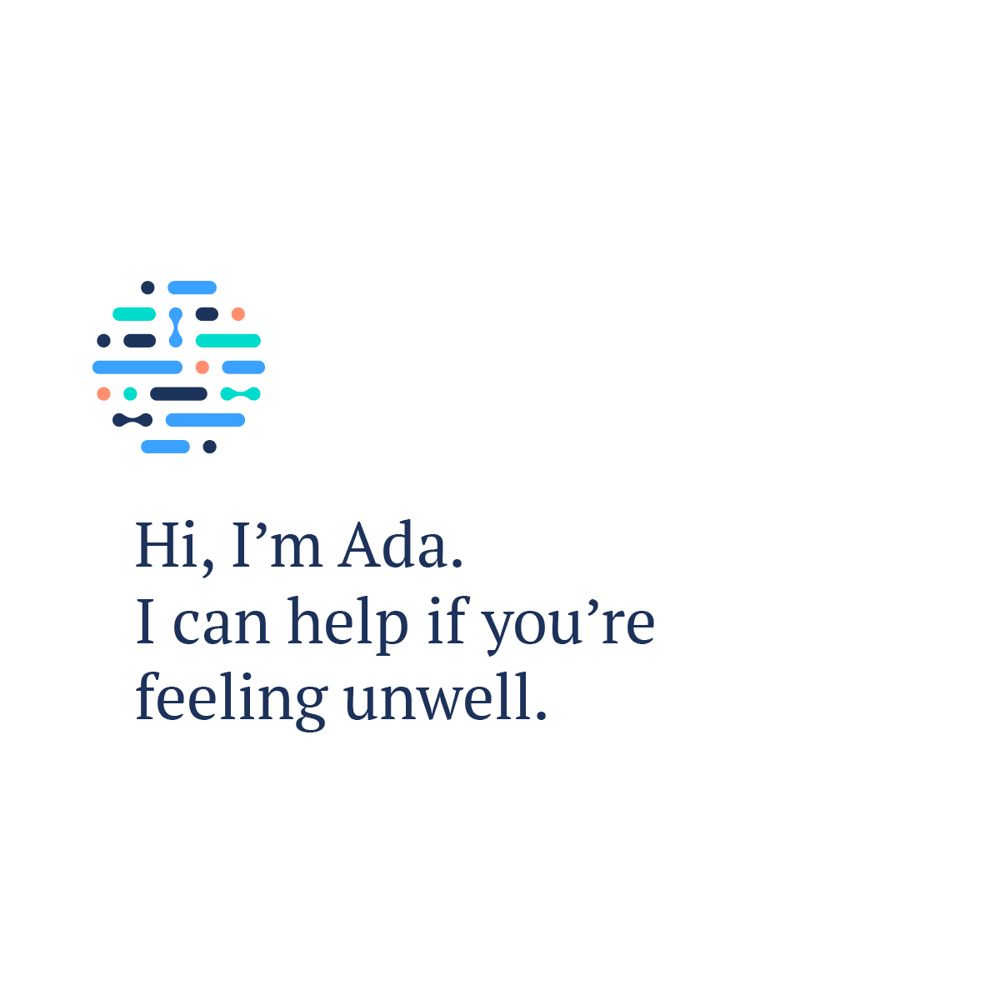 Hi, I’m Ada.
I can help if you’re
feeling unwell.